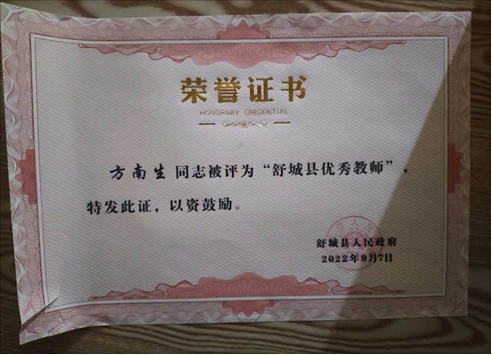 荣誉证书
HONORARY CREDENTIAL
方南生 同志被评为“舒城县优秀教师”，
特发此证，以资鼓励。
舒城县人民政府
2022年9月7日